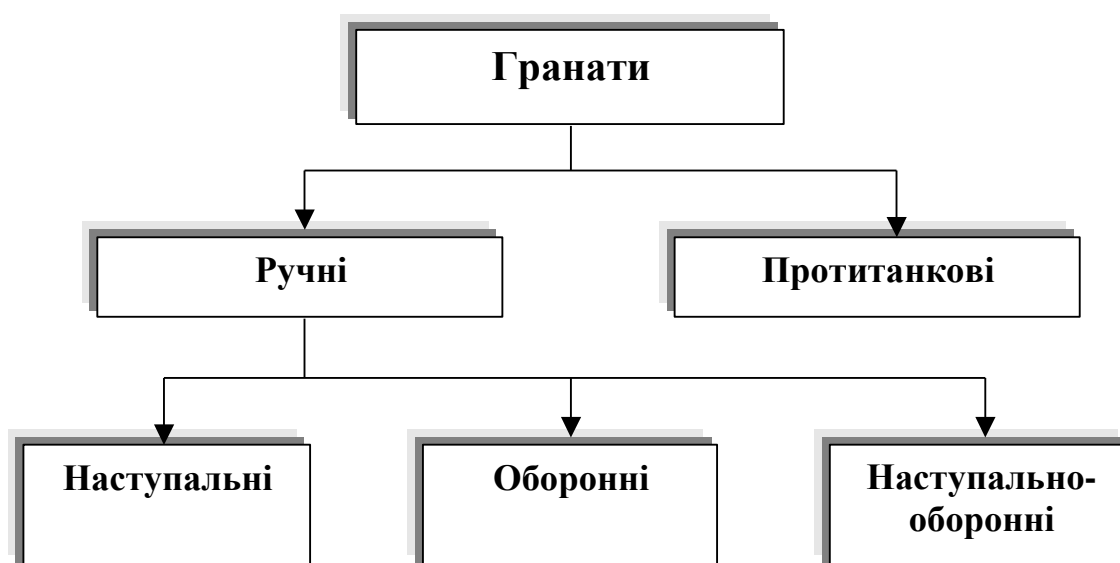 Гранати
Ручні
Протитанкові
Наступальні
Оборонні
Наступально-
оборонні